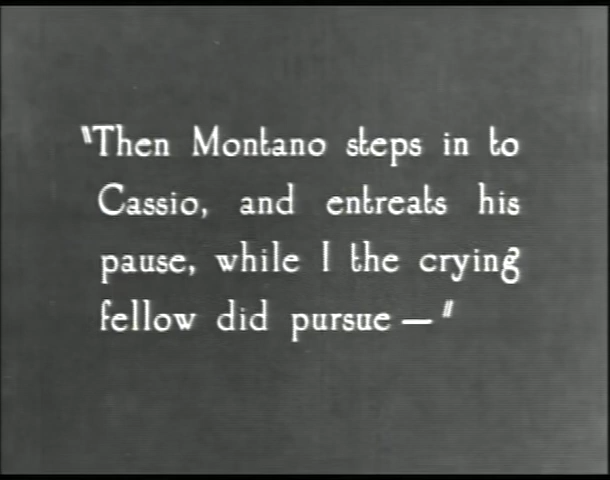 "Then Montano steps in to
Cassio, and entreats his
pause, while I the crying
fellow did pursue — "